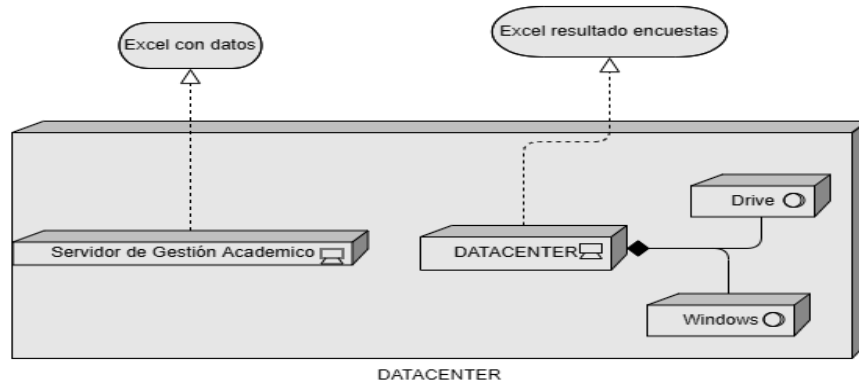 Excel con datos
Excel resultado encuestas
Drive
Servidor de Gestión Academico
DATACENTER
Windows
DATACENTER